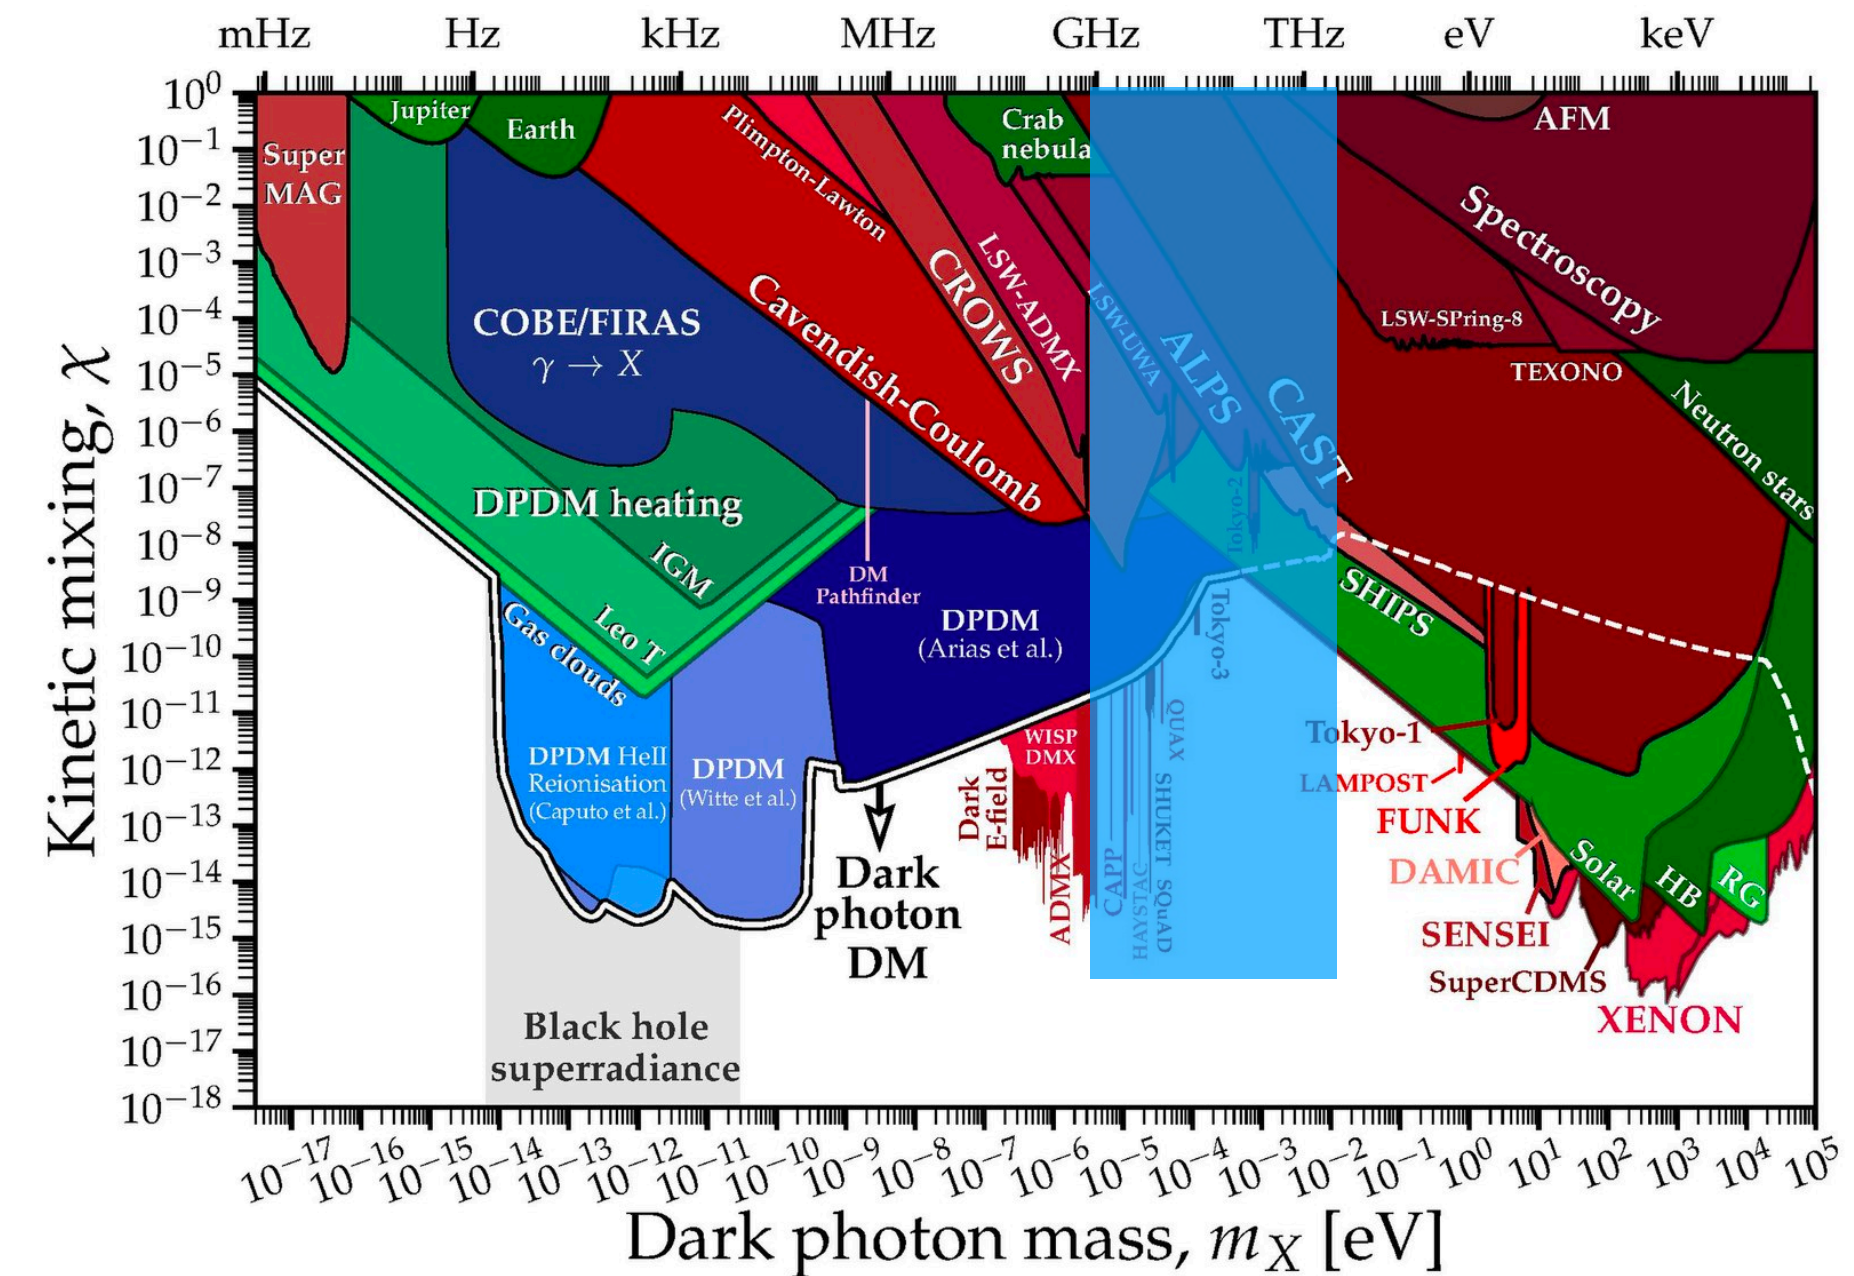 mHz Hz kHz MHz GHz THz eV keV
10^0
10^−1
10^−2
10^−3
10^−4
10^−5
10^−6
10^−7
10^−8
10^−9
10^−10
10^−11
10^−12
10^−13
10^−14
10^−15
10^−16
10^−17
10^−18
Kinetic mixing, χ
Super
MAG
Jupiter
Earth
Plimpton-Lawton
Crab
nebula
AFM
COBE/FIRAS
γ → X
Cavendish-Coulomb
CROWS
LSW-ADMX
LSW-UWA
ALPS
CAST
Spectroscopy
LSW-SPring-8
TEXONO
Neutron stars
DPDM heating
IGM
Leo T
Gas clouds
DM
Pathfinder
DPDM
(Arias et al.)
Tokyo-2
Tokyo-3
SHIPS
DPDM HeII
Reionisation
(Caputo et al.)
DPDM
(Witte et al.)
WISP
DMX
Dark
E-field
ADMX
CAPP
HAYSTAC
QUAX
SHUKET
SQuAD
Tokyo-1
LAMPOST
FUNK
DAMIC
SENSEI
SuperCDMS
XENON
Solar
HB
RG
Dark
photon
DM
Black hole
superradiance
10^−17 10^−16 10^−15 10^−14 10^−13 10^−12 10^−11 10^−10 10^−9 10^−8 10^−7 10^−6 10^−5 10^−4 10^−3 10^−2 10^−1 10^0 10^1 10^2 10^3 10^4 10^5
Dark photon mass, m_X [eV]